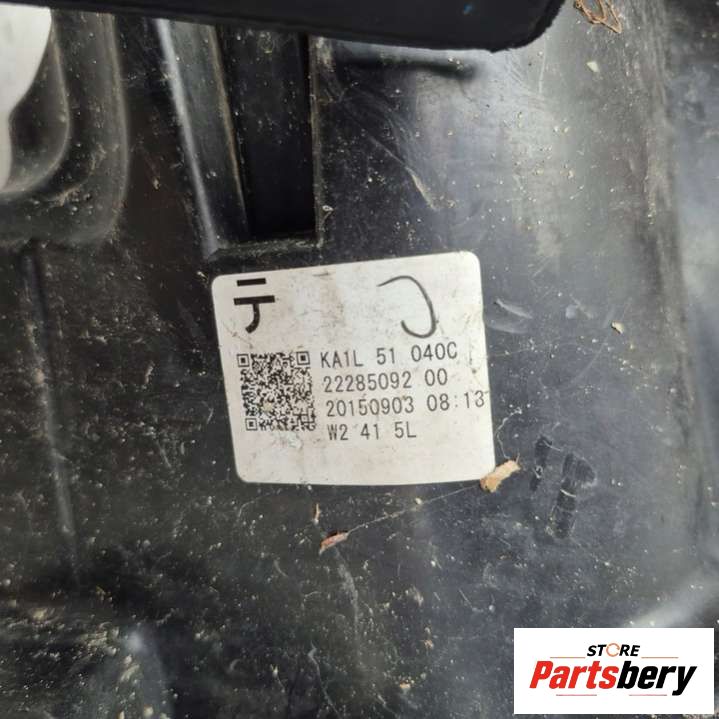 テ
KA1L 51 040C
22285092 00
20150903 08:13
W2 41 5L
STORE
Partsbery